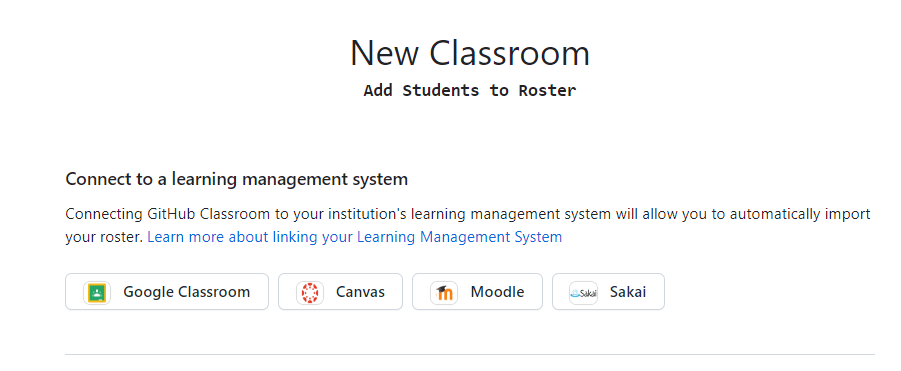 New Classroom
Add Students to Roster
Connect to a learning management system
Connecting GitHub Classroom to your institution's learning management system will allow you to automatically import
your roster. Learn more about linking your Learning Management System
Google Classroom
Canvas
m
Moodle
Sakai
Sakai